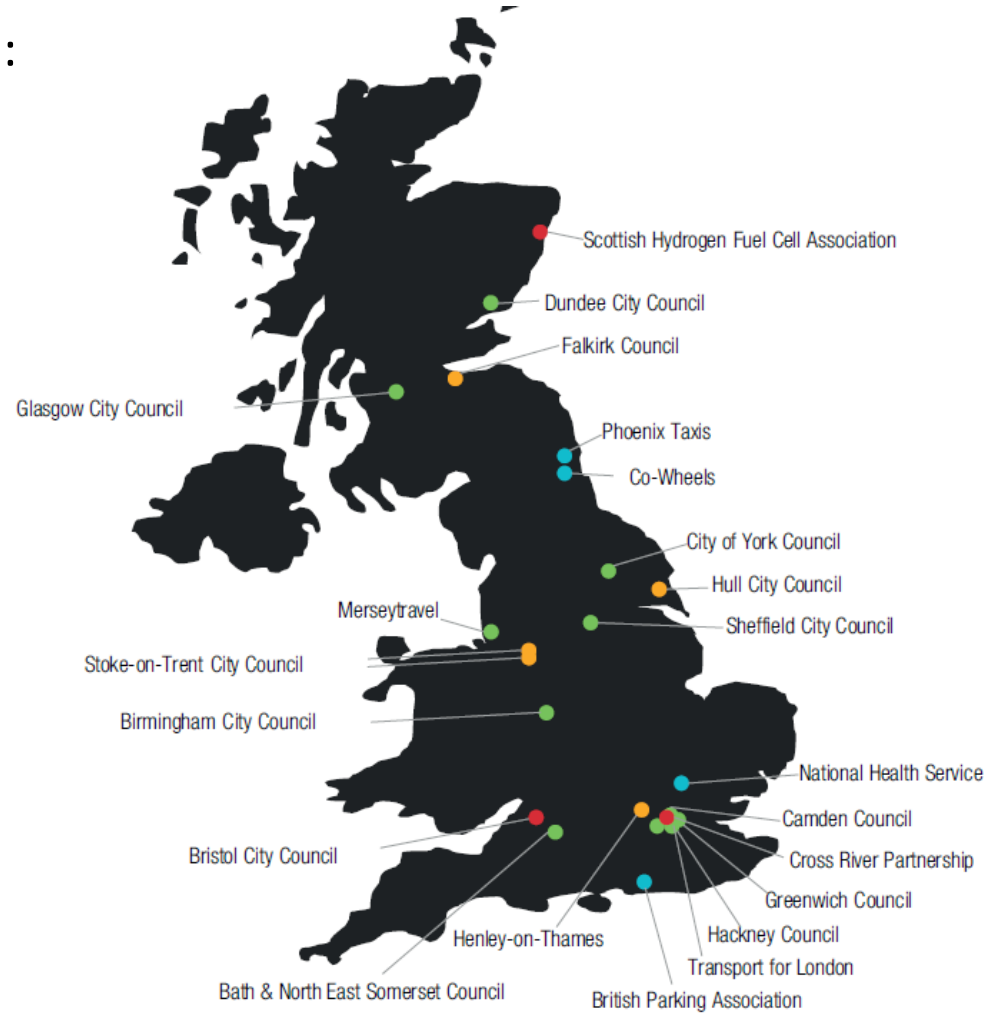 :
Scottish Hydrogen Fuel Cell Association
Dundee City Council
Falkirk Council
Glasgow City Council
Phoenix Taxis
Co-Wheels
City of York Council
Hull City Council
Merseytravel
Sheffield City Council
Stoke-on-Trent City Council
Birmingham City Council
National Health Service
Camden Council
Bristol City Council
Cross River Partnership
Greenwich Council
Henley-on-Thames
Hackney Council
Transport for London
Bath & North East Somerset Council
British Parking Association